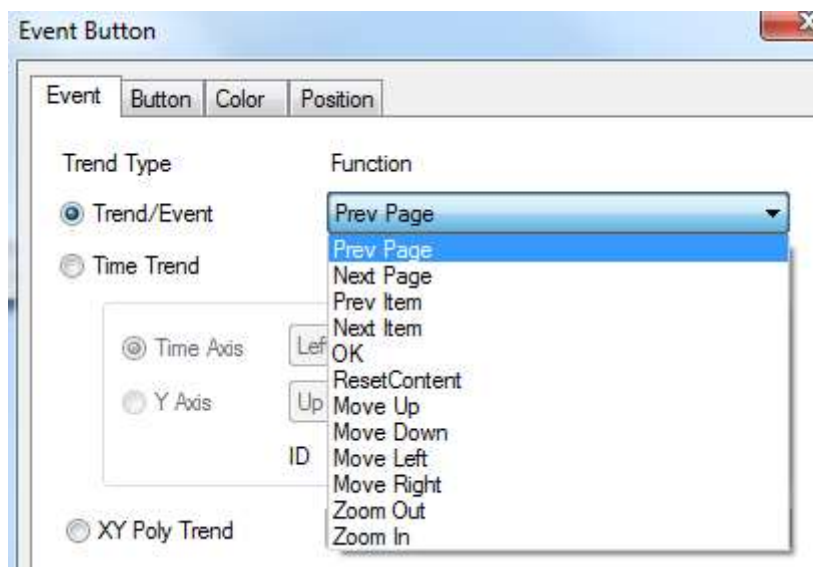 Event Button
Event Button Color Position
Trend Type Function
Trend/Event Prev Page
Prev Page
Time Trend
Next Page
Prev Item
Next Item
Time Axis Lef
OK
ResetContent
Y Axis Up
Move Up
Move Down
ID
Move Left
Move Right
Zoom Out
XY Poly Trend
Zoom In